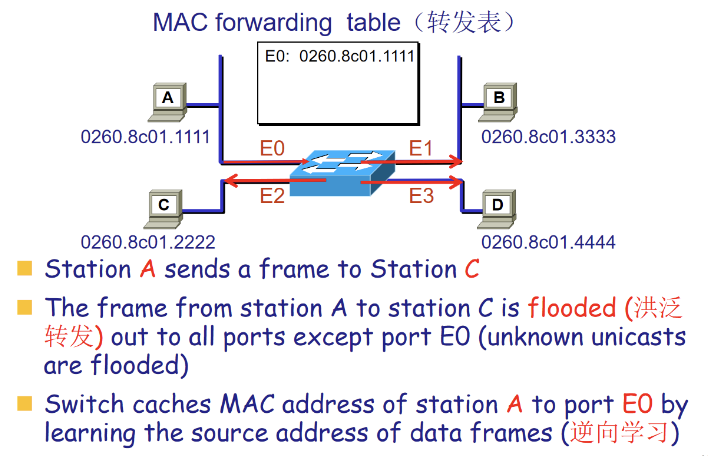 MAC forwarding table（转发表）
E0: 0260.8c01.1111
A
B
0260.8c01.1111
0260.8c01.3333
E0
E1
E2
E3
C
D
0260.8c01.2222
0260.8c01.4444
Station A sends a frame to Station C
The frame from station A to station C is flooded (洪泛
转发) out to all ports except port E0 (unknown unicasts
are flooded)
Switch caches MAC address of station A to port E0 by
learning the source address of data frames (逆向学习)